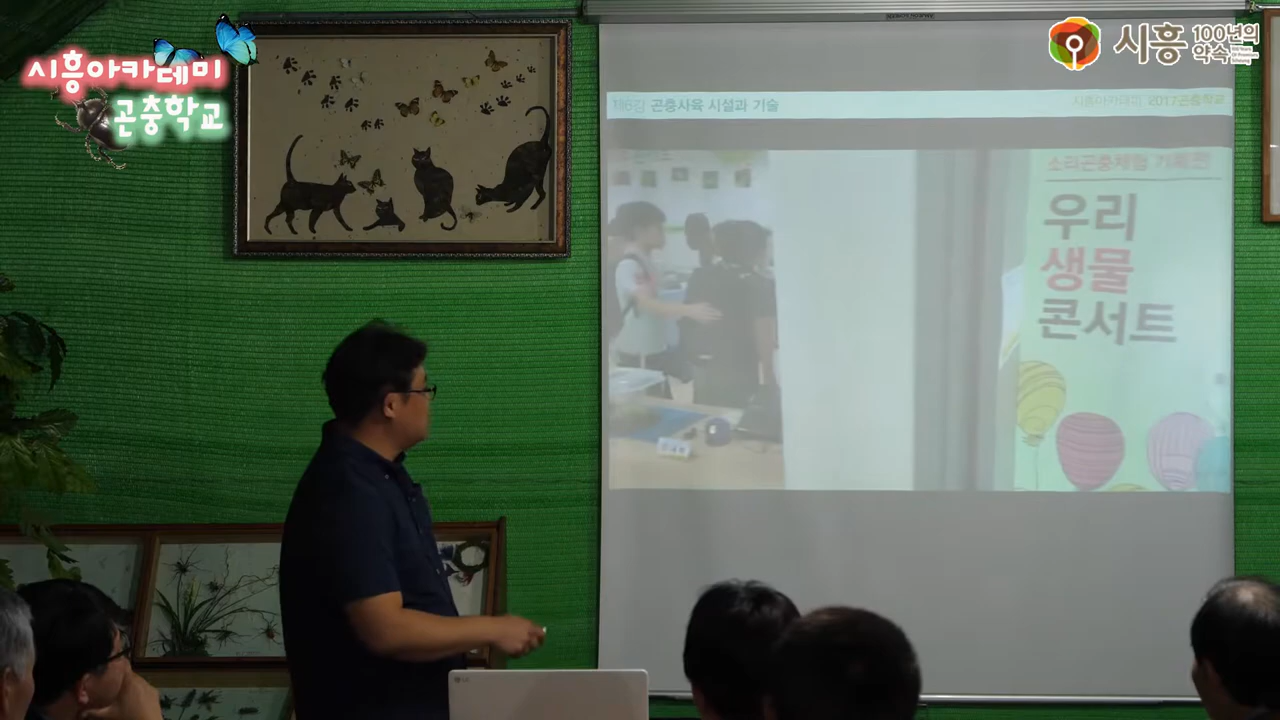 시흥아카데미
곤충학교
시흥 100년의 약속
제6강 곤충사육 시설과 기술
시흥아카데미 2017곤충학교
소리곤충체험 기획전
우리
생물
콘서트
LG